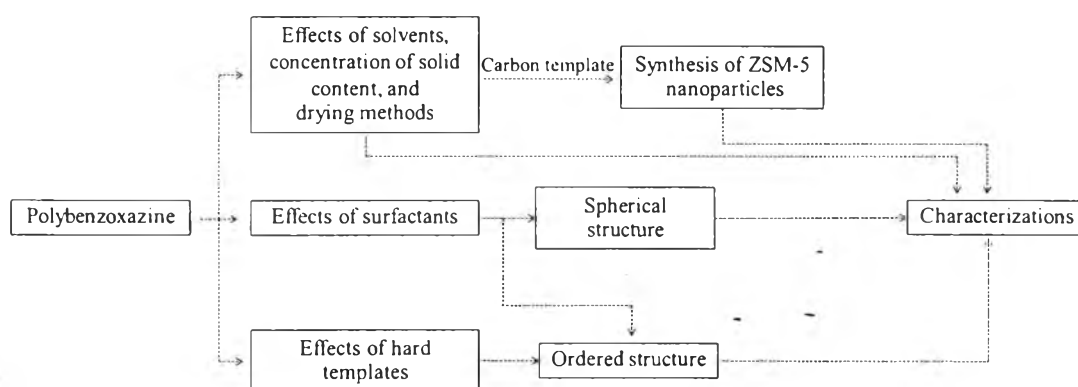 Effects of solvents,
concentration of solid
content, and
drying methods
Carbon template
Synthesis of ZSM-5
nanoparticles
Polybenzoxazine
Effects of surfactants
Spherical
structure
Characterizations
Effects of hard
templates
Ordered structure